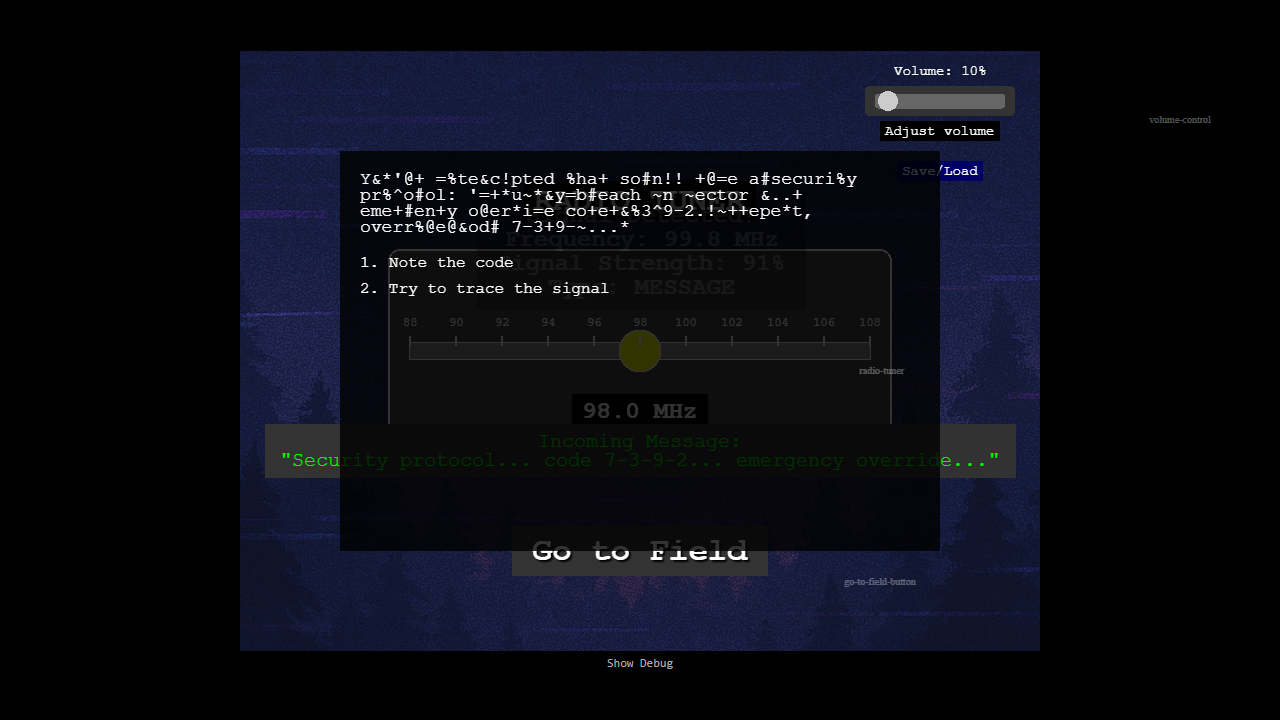 Volume: 10%
Adjust volume
volume-control
Save/Load
Y&*'@+ =%te&c!pted %ha+ so#n!! +@=e a#securi%y
pr%^o#ol: '=+*u~*&y=b#each ~n ~ector &..+
eme+#en+y o@er*i=e co+e+&%3^9-2.!~++epe*t,
overr%@e@&od# 7-3+9-~...*
RADIO TUNER
Frequency: 99.8 MHz
Signal Strength: 91%
Type: MESSAGE
1. Note the code
2. Try to trace the signal
88 90 92 94 96 98 100 102 104 106 108
radio-tuner
98.0 MHz
Incoming Message:
"Security protocol... code 7-3-9-2... emergency override..."
Go to Field
go-to-field-button
Show Debug